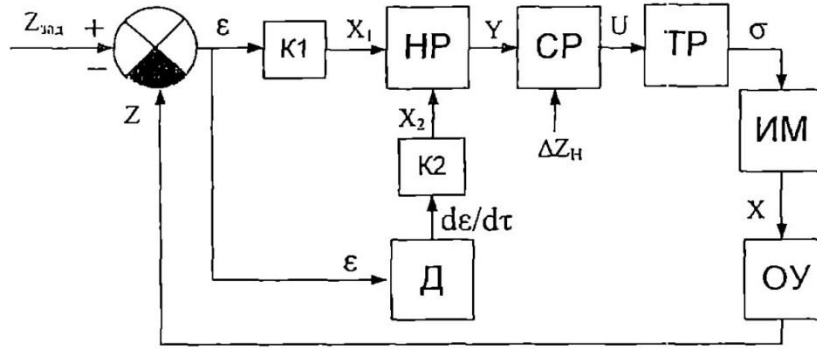 Zзад + ε К1 X₁ НР Y СР U ТР σ
−
Z
X₂ ΔZН ИМ
К2
dε/dτ X
ε Д ОУ